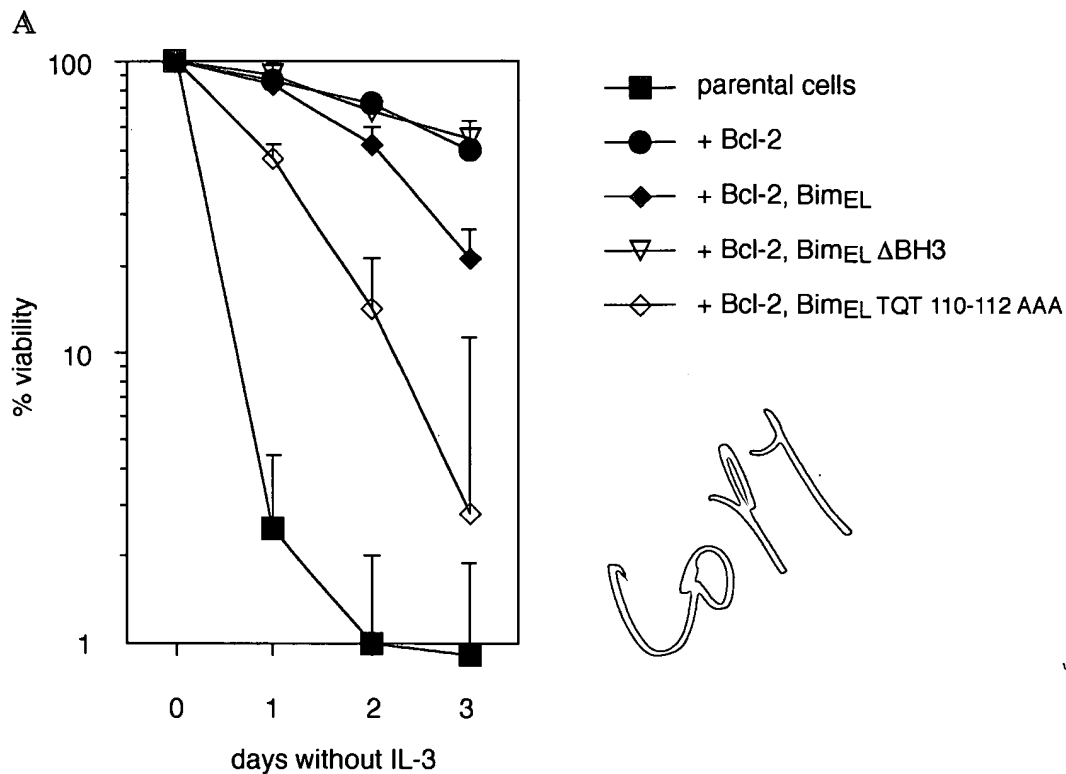 A
100
10
1
% viability
0 1 2 3
days without IL-3
parental cells
+ Bcl-2
+ Bcl-2, BimEL
+ Bcl-2, BimEL ΔBH3
+ Bcl-2, BimEL TQT 110-112 AAA